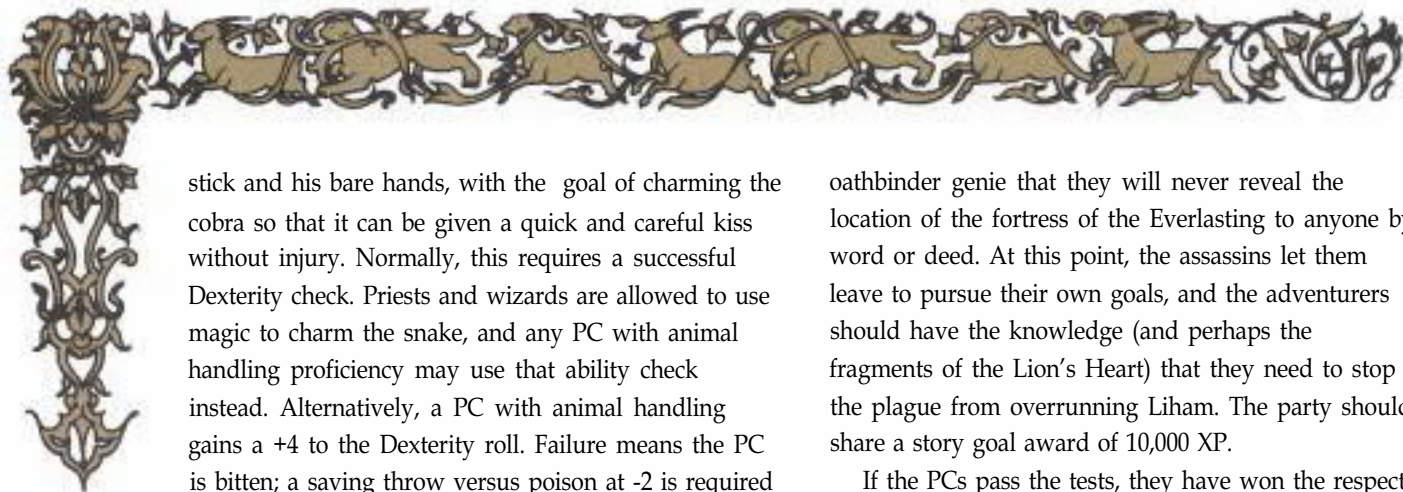 stick and his bare hands, with the goal of charming the
cobra so that it can be given a quick and careful kiss
without injury. Normally, this requires a successful
Dexterity check. Priests and wizards are allowed to use
magic to charm the snake, and any PC with animal
handling proficiency may use that ability check
instead. Alternatively, a PC with animal handling
gains a +4 to the Dexterity roll. Failure means the PC
is bitten; a saving throw versus poison at -2 is required
oathbinder genie that they will never reveal the
location of the fortress of the Everlasting to anyone by
word or deed. At this point, the assassins let them
leave to pursue their own goals, and the adventurers
should have the knowledge (and perhaps the
fragments of the Lion's Heart) that they need to stop
the plague from overrunning Liham. The party should
share a story goal award of 10,000 XP.
If the PCs pass the tests, they have won the respect